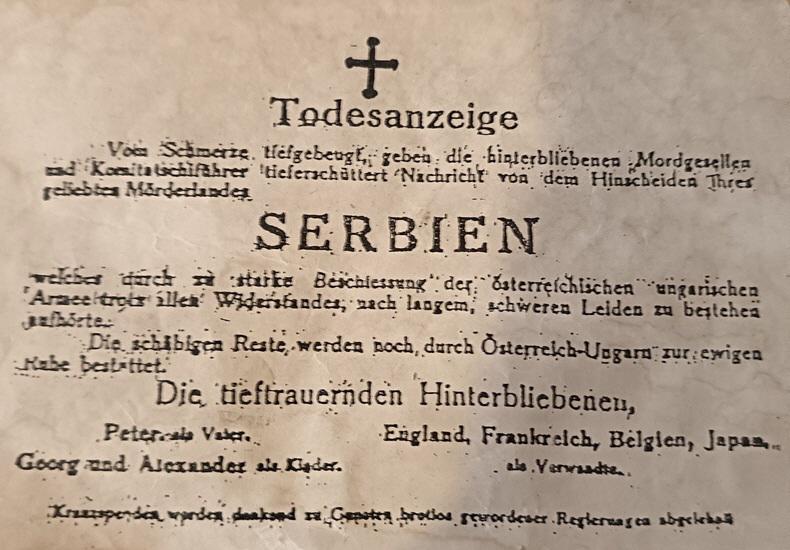 Todesanzeige
Vom Schmerze tiefgebeugt, geben die hinterbliebenen Mordgesellen
und Komitatschiführer tieferschüttert Nachricht von dem Hinscheiden Ihres
geliebten Mörderlandes
SERBIEN
welches durch zu starke Beschiessung der österreichischen ungarischen
Armee trotz allen Widerstandes, nach langem, schweren Leiden zu bestehen
aufhörte.
Die schäbigen Reste werden noch durch Österreich-Ungarn zur ewigen
Ruhe bestattet.
Die tieftrauernden Hinterbliebenen,
Peter als Vater.
England, Frankreich, Belgien, Japan
Georg und Alexander als Kinder.
als Verwandte.
Kranzspenden werden dankend zu Gunsten brotlos gewordener Regierungen abgelehnt